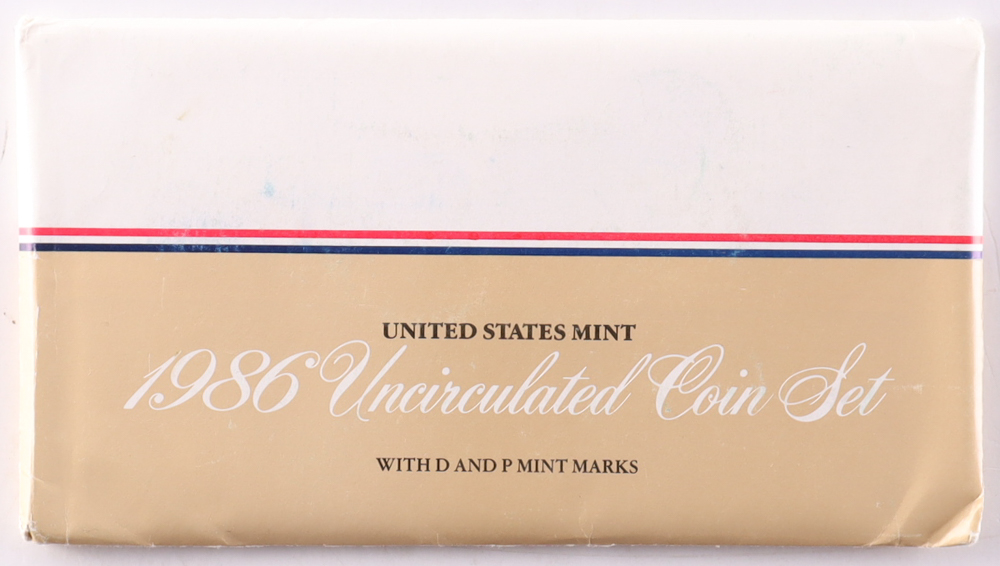 UNITED STATES MINT
1986 Uncirculated Coin Set
WITH D AND P MINT MARKS